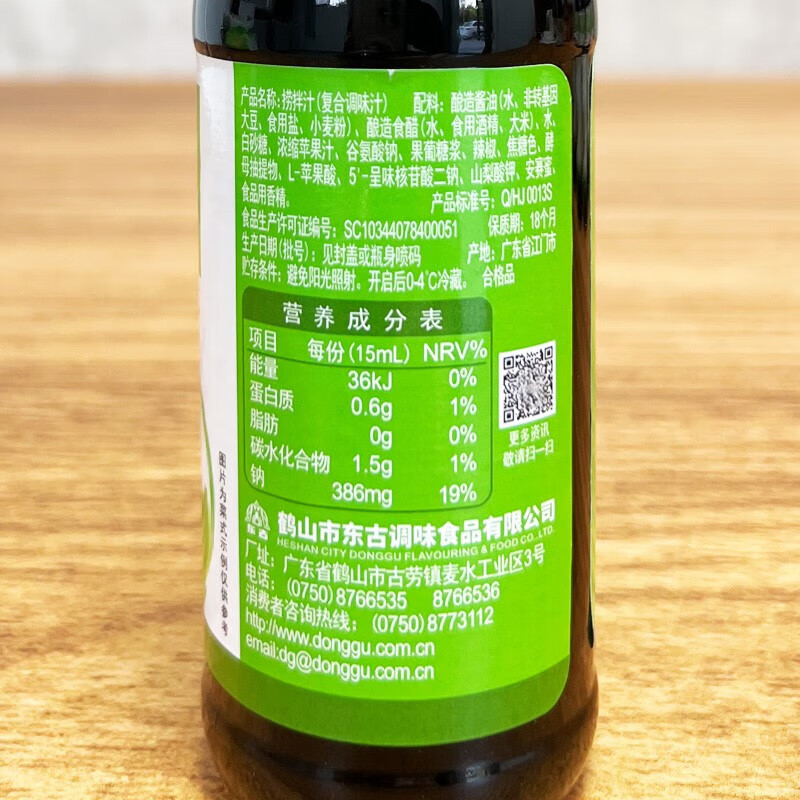 产品名称:捞拌汁(复合调味汁) 配料: 酿造酱油(水、非转基因
大豆、食用盐、小麦粉)、酿造食醋(水、食用酒精、大米)、水、
白砂糖、浓缩苹果汁、谷氨酸钠、果葡糖浆、辣椒、焦糖色、酵
母抽提物、L-苹果酸、5'-呈味核苷酸二钠、山梨酸钾、安赛蜜、
食品用香精。 产品标准号: Q/HJ 0013S
食品生产许可证编号: SC10344078400051 保质期: 18个月
生产日期(批号): 见封盖或瓶身喷码 产地: 广东省江门市
贮存条件: 避免阳光照射。开启后0-4℃冷藏。 合格品
营养成分表
项目 每份(15mL) NRV%
能量 36kJ 0%
蛋白质 0.6g 1%
脂肪 0g 0%
碳水化合物 1.5g 1%
钠 386mg 19%
更多资讯
敬请扫一扫
图片为菜式示例仅供参考
东古
鹤山市东古调味食品有限公司
HESHAN CITY DONGGU FLAVOURING & FOOD CO.,LTD.
厂址: 广东省鹤山市古劳镇麦水工业区3号
电话: (0750)8766535 8766536
消费者咨询热线: (0750)8773112
http://www.donggu.com.cn
email:dg@donggu.com.cn